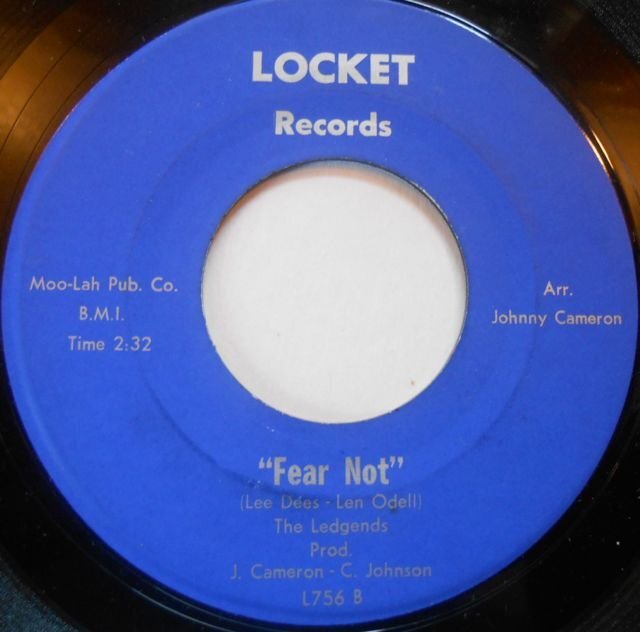 LOCKET
Records
Moo-Lah Pub. Co.
B.M.I.
Time 2:32
Arr.
Johnny Cameron
"Fear Not"
(Lee Dees - Len Odell)
The Ledgends
Prod.
J. Cameron - C. Johnson
L756 B